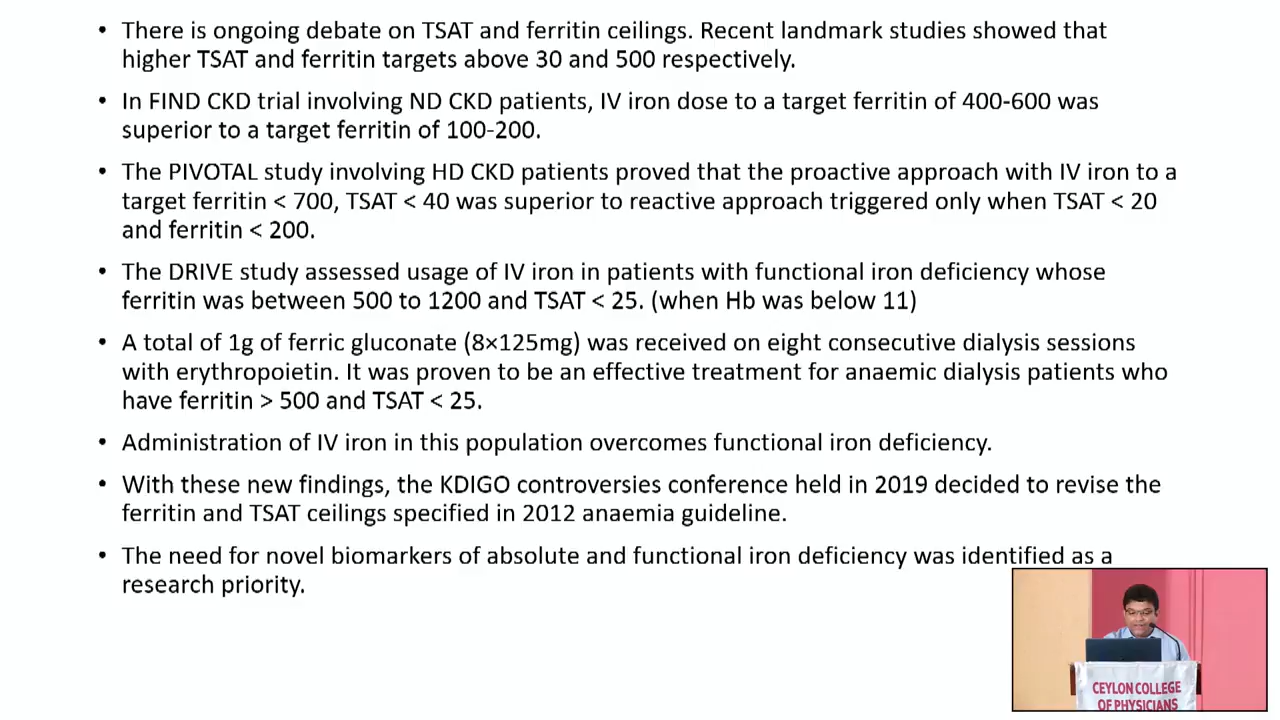 • There is ongoing debate on TSAT and ferritin ceilings. Recent landmark studies showed that
higher TSAT and ferritin targets above 30 and 500 respectively.
• In FIND CKD trial involving ND CKD patients, IV iron dose to a target ferritin of 400-600 was
superior to a target ferritin of 100-200.
• The PIVOTAL study involving HD CKD patients proved that the proactive approach with IV iron to a
target ferritin < 700, TSAT < 40 was superior to reactive approach triggered only when TSAT < 20
and ferritin < 200.
• The DRIVE study assessed usage of IV iron in patients with functional iron deficiency whose
ferritin was between 500 to 1200 and TSAT < 25. (when Hb was below 11)
• A total of 1g of ferric gluconate (8×125mg) was received on eight consecutive dialysis sessions
with erythropoietin. It was proven to be an effective treatment for anaemic dialysis patients who
have ferritin > 500 and TSAT < 25.
• Administration of IV iron in this population overcomes functional iron deficiency.
• With these new findings, the KDIGO controversies conference held in 2019 decided to revise the
ferritin and TSAT ceilings specified in 2012 anaemia guideline.
• The need for novel biomarkers of absolute and functional iron deficiency was identified as a
research priority.
CEYLON COLLEGE
OF PHYSICIANS